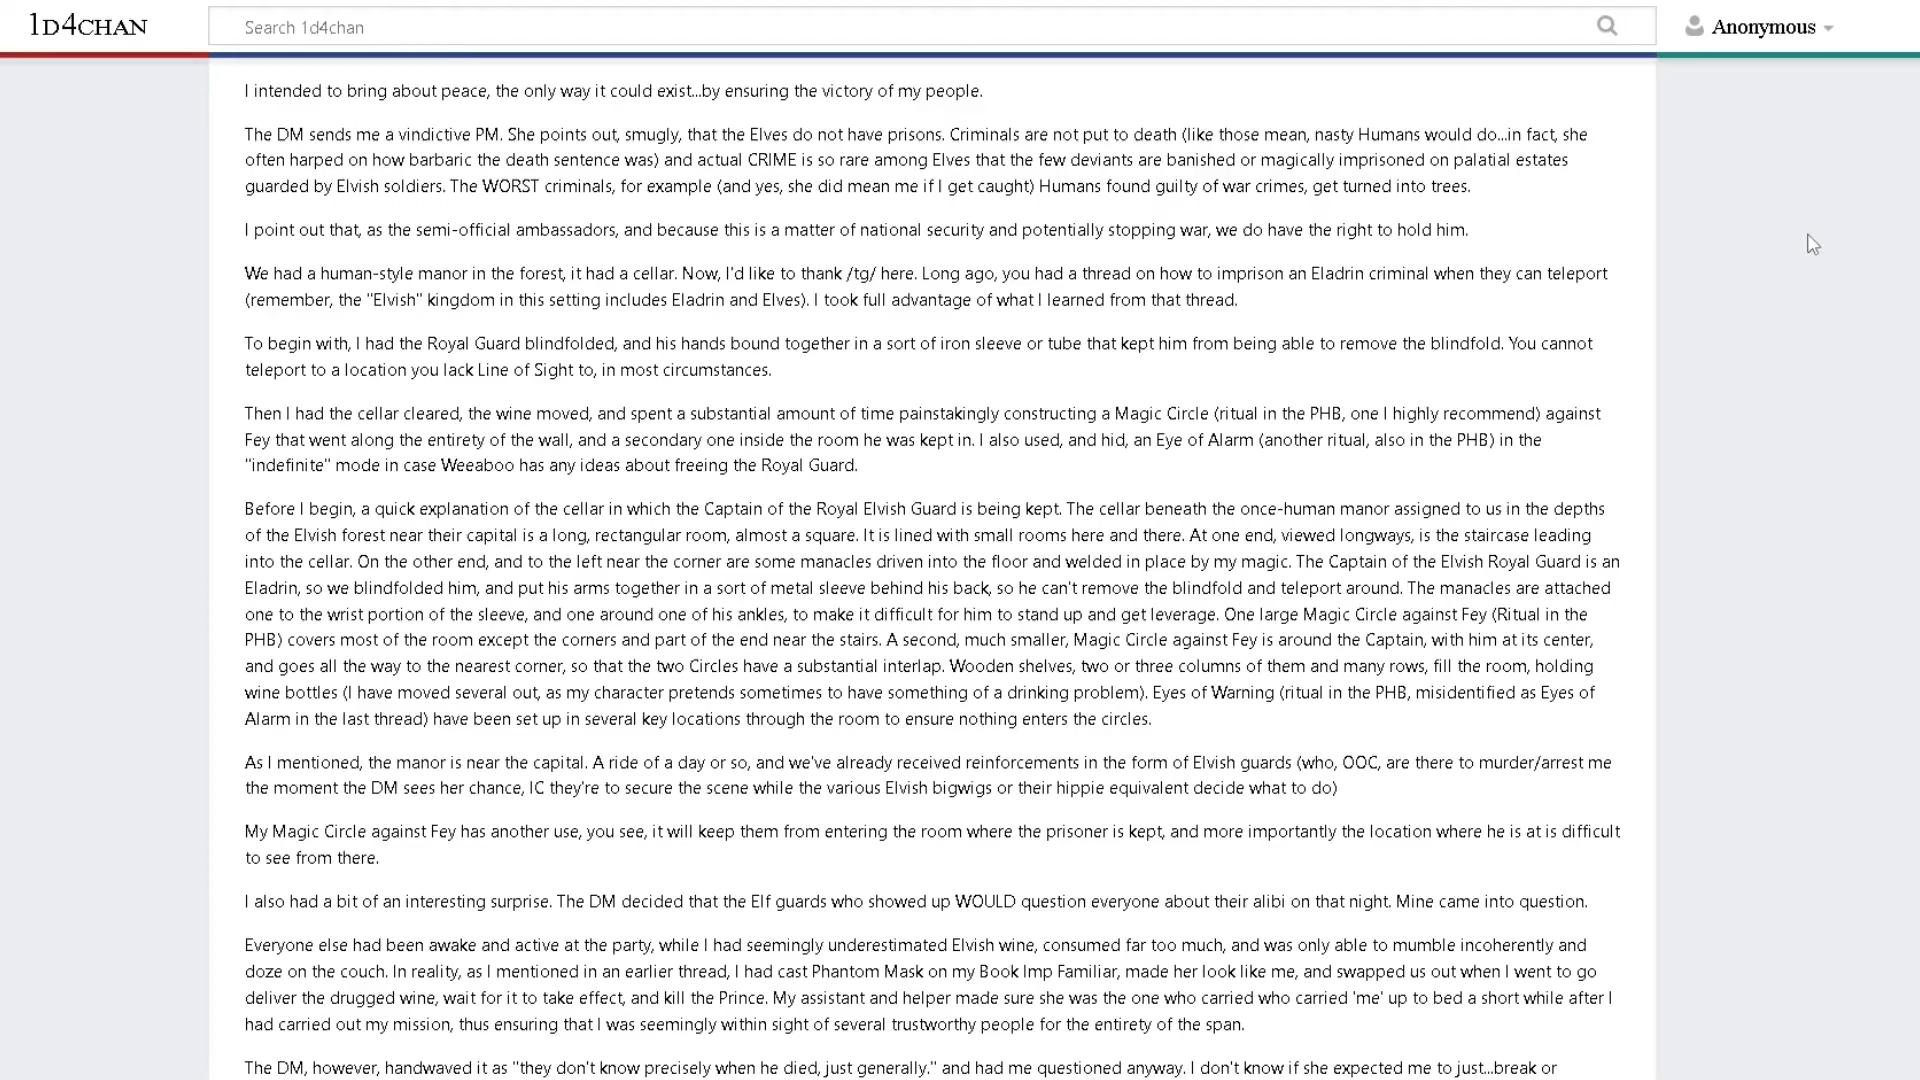 1D4CHAN
Search 1d4chan
Anonymous
I intended to bring about peace, the only way it could exist...by ensuring the victory of my people.
The DM sends me a vindictive PM. She points out, smugly, that the Elves do not have prisons. Criminals are not put to death (like those mean, nasty Humans would do...in fact, she
often harped on how barbaric the death sentence was) and actual CRIME is so rare among Elves that the few deviants are banished or magically imprisoned on palatial estates
guarded by Elvish soldiers. The WORST criminals, for example (and yes, she did mean me if I get caught) Humans found guilty of war crimes, get turned into trees.
I point out that, as the semi-official ambassadors, and because this is a matter of national security and potentially stopping war, we do have the right to hold him.
We had a human-style manor in the forest, it had a cellar. Now, I'd like to thank /tg/ here. Long ago, you had a thread on how to imprison an Eladrin criminal when they can teleport
(remember, the "Elvish" kingdom in this setting includes Eladrin and Elves). I took full advantage of what I learned from that thread.
To begin with, I had the Royal Guard blindfolded, and his hands bound together in a sort of iron sleeve or tube that kept him from being able to remove the blindfold. You cannot
teleport to a location you lack Line of Sight to, in most circumstances.
Then I had the cellar cleared, the wine moved, and spent a substantial amount of time painstakingly constructing a Magic Circle (ritual in the PHB, one I highly recommend) against
Fey that went along the entirety of the wall, and a secondary one inside the room he was kept in. I also used, and hid, an Eye of Alarm (another ritual, also in the PHB) in the
"indefinite" mode in case Weeaboo has any ideas about freeing the Royal Guard.
Before I begin, a quick explanation of the cellar in which the Captain of the Royal Elvish Guard is being kept. The cellar beneath the once-human manor assigned to us in the depths
of the Elvish forest near their capital is a long, rectangular room, almost a square. It is lined with small rooms here and there. At one end, viewed longways, is the staircase leading
into the cellar. On the other end, and to the left near the corner are some manacles driven into the floor and welded in place by my magic. The Captain of the Elvish Royal Guard is an
Eladrin, so we blindfolded him, and put his arms together in a sort of metal sleeve behind his back, so he can't remove the blindfold and teleport around. The manacles are attached
one to the wrist portion of the sleeve, and one around one of his ankles, to make it difficult for him to stand up and get leverage. One large Magic Circle against Fey (Ritual in the
PHB) covers most of the room except the corners and part of the end near the stairs. A second, much smaller, Magic Circle against Fey is around the Captain, with him at its center,
and goes all the way to the nearest corner, so that the two Circles have a substantial interlap. Wooden shelves, two or three columns of them and many rows, fill the room, holding
wine bottles (I have moved several out, as my character pretends sometimes to have something of a drinking problem). Eyes of Warning (ritual in the PHB, misidentified as Eyes of
Alarm in the last thread) have been set up in several key locations through the room to ensure nothing enters the circles.
As I mentioned, the manor is near the capital. A ride of a day or so, and we've already received reinforcements in the form of Elvish guards (who, OOC, are there to murder/arrest me
the moment the DM sees her chance, IC they're to secure the scene while the various Elvish bigwigs or their hippie equivalent decide what to do)
My Magic Circle against Fey has another use, you see, it will keep them from entering the room where the prisoner is kept, and more importantly the location where he is at is difficult
to see from there.
I also had a bit of an interesting surprise. The DM decided that the Elf guards who showed up WOULD question everyone about their alibi on that night. Mine came into question.
Everyone else had been awake and active at the party, while I had seemingly underestimated Elvish wine, consumed far too much, and was only able to mumble incoherently and
doze on the couch. In reality, as I mentioned in an earlier thread, I had cast Phantom Mask on my Book Imp Familiar, made her look like me, and swapped us out when I went to go
deliver the drugged wine, wait for it to take effect, and kill the Prince. My assistant and helper made sure she was the one who carried who carried 'me' up to bed a short while after I
had carried out my mission, thus ensuring that I was seemingly within sight of several trustworthy people for the entirety of the span.
The DM, however, handwaved it as "they don't know precisely when he died, just generally." and had me questioned anyway. I don't know if she expected me to just...break or